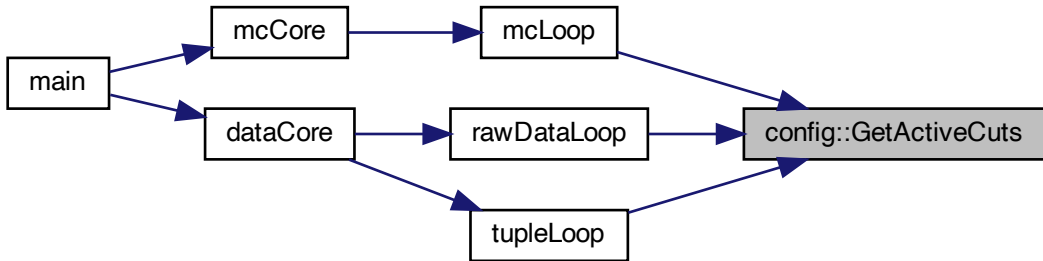 mcCore
mcLoop
main
dataCore
rawDataLoop
config::GetActiveCuts
tupleLoop